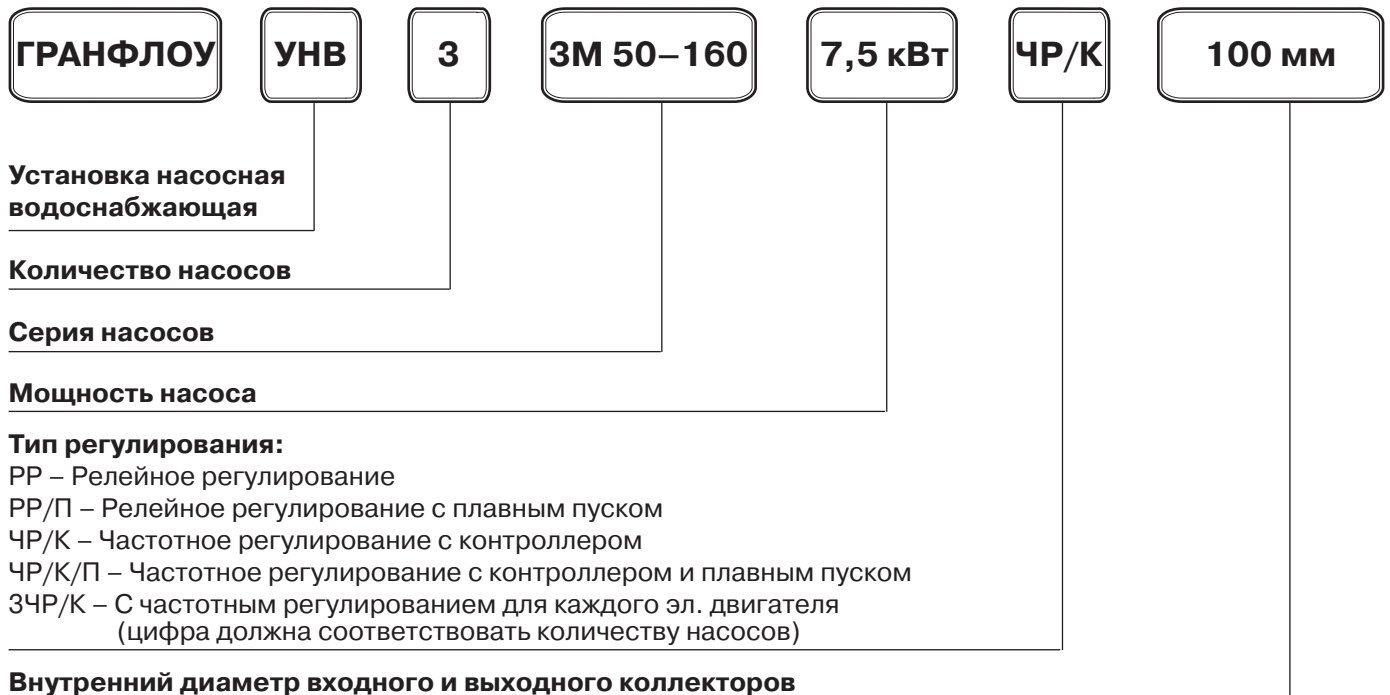 ГРАНФЛОУ УНВ 3 3М 50–160 7,5 кВт ЧР/К 100 мм
Установка насосная
водоснабжающая
Количество насосов
Серия насосов
Мощность насоса
Тип регулирования:
РР – Релейное регулирование
РР/П – Релейное регулирование с плавным пуском
ЧР/К – Частотное регулирование с контроллером
ЧР/К/П – Частотное регулирование с контроллером и плавным пуском
3ЧР/К – С частотным регулированием для каждого эл. двигателя
(цифра должна соответствовать количеству насосов)
Внутренний диаметр входного и выходного коллекторов